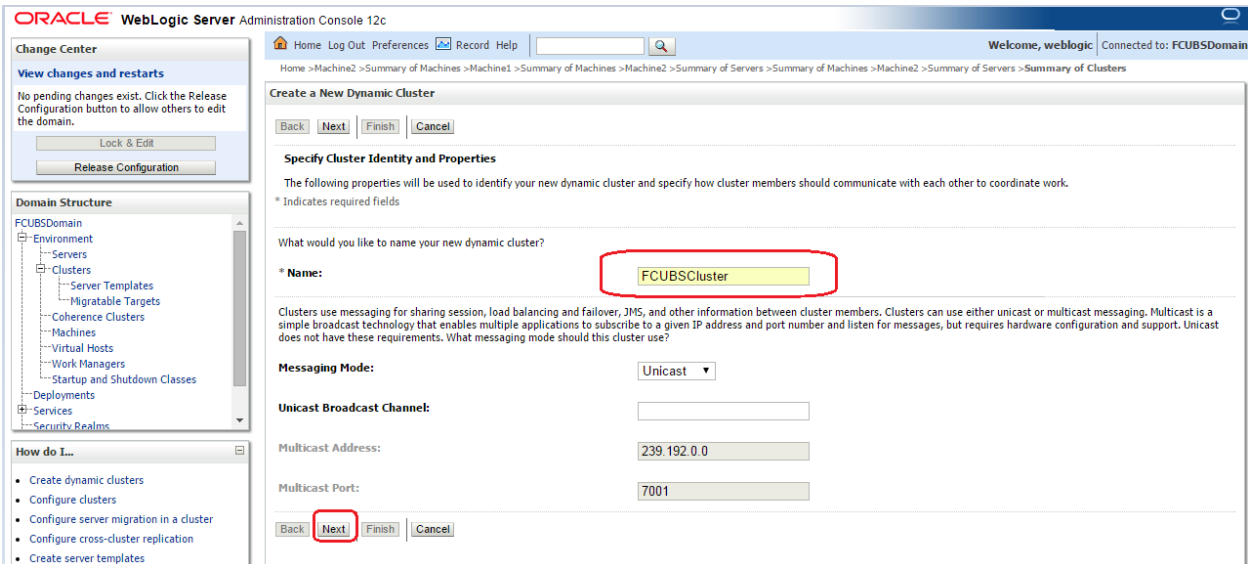 ORACLE WebLogic Server Administration Console 12c
Change Center
View changes and restarts
No pending changes exist. Click the Release
Configuration button to allow others to edit
the domain.
Lock & Edit
Release Configuration
Domain Structure
FCUBSDomain
Environment
Servers
Clusters
Server Templates
Migratable Targets
Coherence Clusters
Machines
Virtual Hosts
Work Managers
Startup and Shutdown Classes
Deployments
Services
Security Realms
How do I...
Create dynamic clusters
Configure clusters
Configure server migration in a cluster
Configure cross-cluster replication
Create server templates
Home Log Out Preferences Record Help
Welcome, weblogic Connected to: FCUBSDomain
Home >Machine2 >Summary of Machines >Machine1 >Summary of Machines >Machine2 >Summary of Servers >Summary of Machines >Machine2 >Summary of Servers >Summary of Clusters
Create a New Dynamic Cluster
Back Next Finish Cancel
Specify Cluster Identity and Properties
The following properties will be used to identify your new dynamic cluster and specify how cluster members should communicate with each other to coordinate work.
* Indicates required fields
What would you like to name your new dynamic cluster?
* Name: FCUBSCluster
Clusters use messaging for sharing session, load balancing and failover, JMS, and other information between cluster members. Clusters can use either unicast or multicast messaging. Multicast is a
simple broadcast technology that enables multiple applications to subscribe to a given IP address and port number and listen for messages, but requires hardware configuration and support. Unicast
does not have these requirements. What messaging mode should this cluster use?
Messaging Mode: Unicast
Unicast Broadcast Channel:
Multicast Address: 239.192.0.0
Multicast Port: 7001
Back Next Finish Cancel